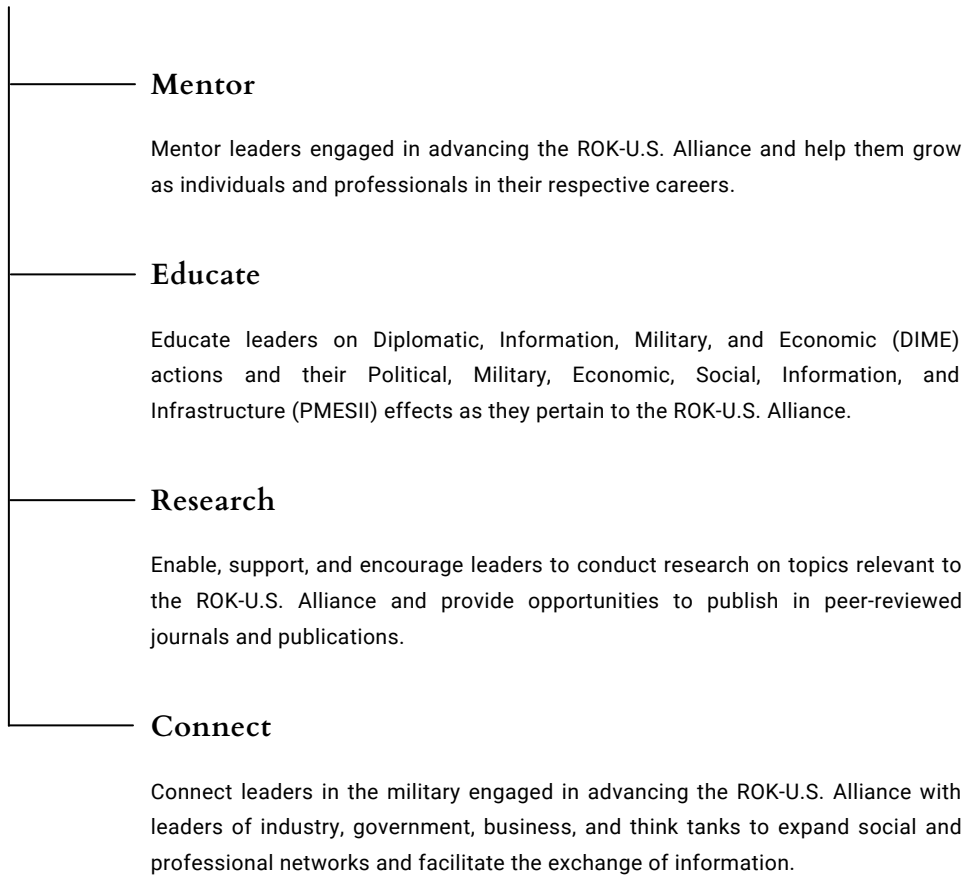 Mentor
Mentor leaders engaged in advancing the ROK-U.S. Alliance and help them grow
as individuals and professionals in their respective careers.
Educate
Educate leaders on Diplomatic, Information, Military, and Economic (DIME)
actions and their Political, Military, Economic, Social, Information, and
Infrastructure (PMESII) effects as they pertain to the ROK-U.S. Alliance.
Research
Enable, support, and encourage leaders to conduct research on topics relevant to
the ROK-U.S. Alliance and provide opportunities to publish in peer-reviewed
journals and publications.
Connect
Connect leaders in the military engaged in advancing the ROK-U.S. Alliance with
leaders of industry, government, business, and think tanks to expand social and
professional networks and facilitate the exchange of information.